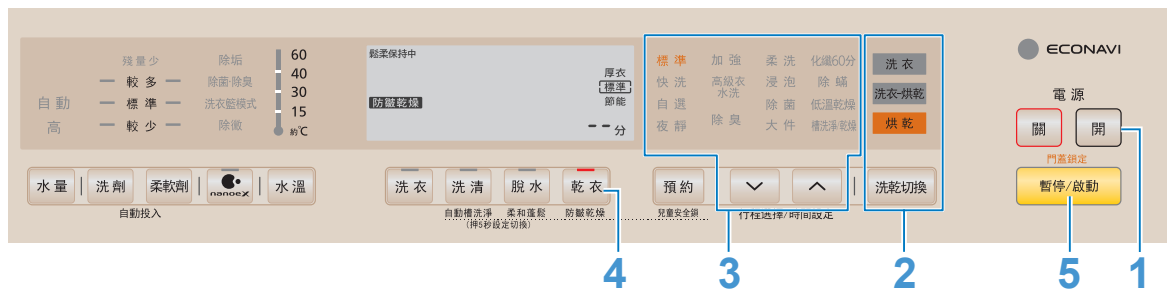 殘量少
較多
標準
較少
自動
高
除垢
除菌·除臭
洗衣籃模式
除黴
60
40
30
15
約℃
鬆柔保持中
厚衣
標準
節能
防皺乾燥
－－分
標準 加強 柔洗 化纖60分
快洗 高級衣水洗 浸泡 除蟎
自選 除菌 低溫乾燥
夜靜 除臭 大件 槽洗淨·乾燥
洗衣
洗衣-烘乾
烘乾
ECONAVI
電源
關 開
門蓋鎖定
暫停/啟動
水量 洗劑 柔軟劑 nanoeX 水溫
自動投入
洗衣 洗清 脫水 乾衣
自動槽洗淨 柔和蓬鬆 防皺乾燥
(押5秒設定切換)
預約 洗乾切換
兒童安全鎖 行程選擇/時間設定
4 3 2 5 1